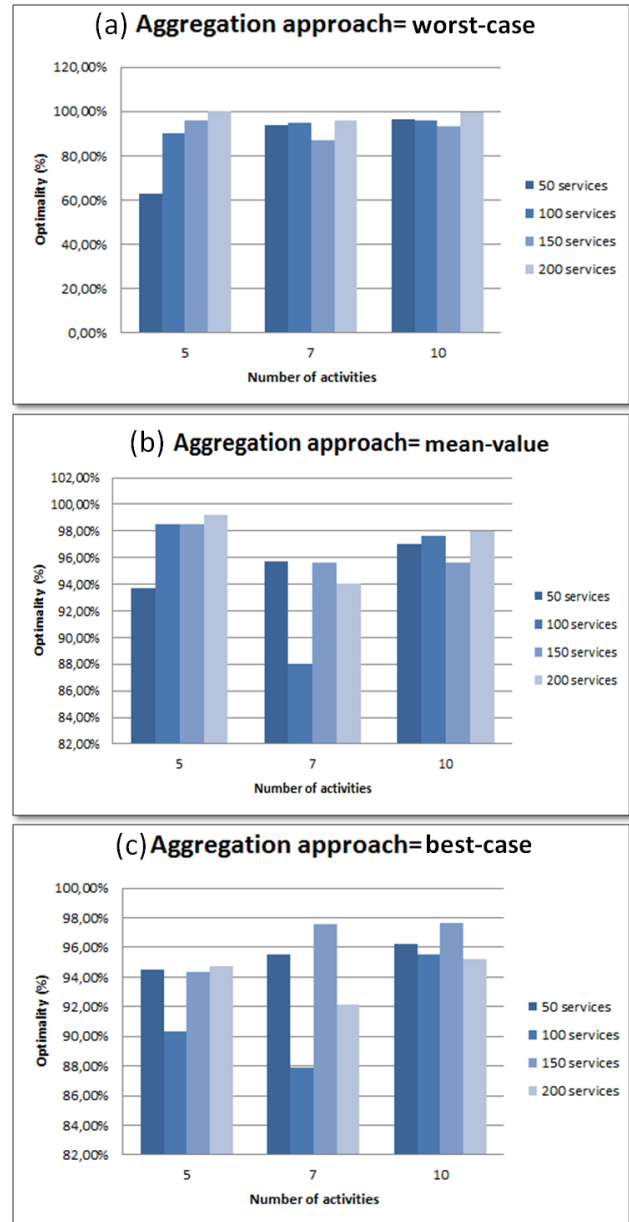 (a) Aggregation approach= worst-case
120,00%
100,00%
80,00%
60,00%
40,00%
20,00%
0,00%
Optimality (%)
5 7 10
Number of activities
50 services
100 services
150 services
200 services
(b) Aggregation approach= mean-value
102,00%
100,00%
98,00%
96,00%
94,00%
92,00%
90,00%
88,00%
86,00%
84,00%
82,00%
Optimality (%)
5 7 10
Number of activities
50 services
100 services
150 services
200 services
(c) Aggregation approach= best-case
100,00%
98,00%
96,00%
94,00%
92,00%
90,00%
88,00%
86,00%
84,00%
82,00%
Optimality (%)
5 7 10
Number of activities
50 services
100 services
150 services
200 services